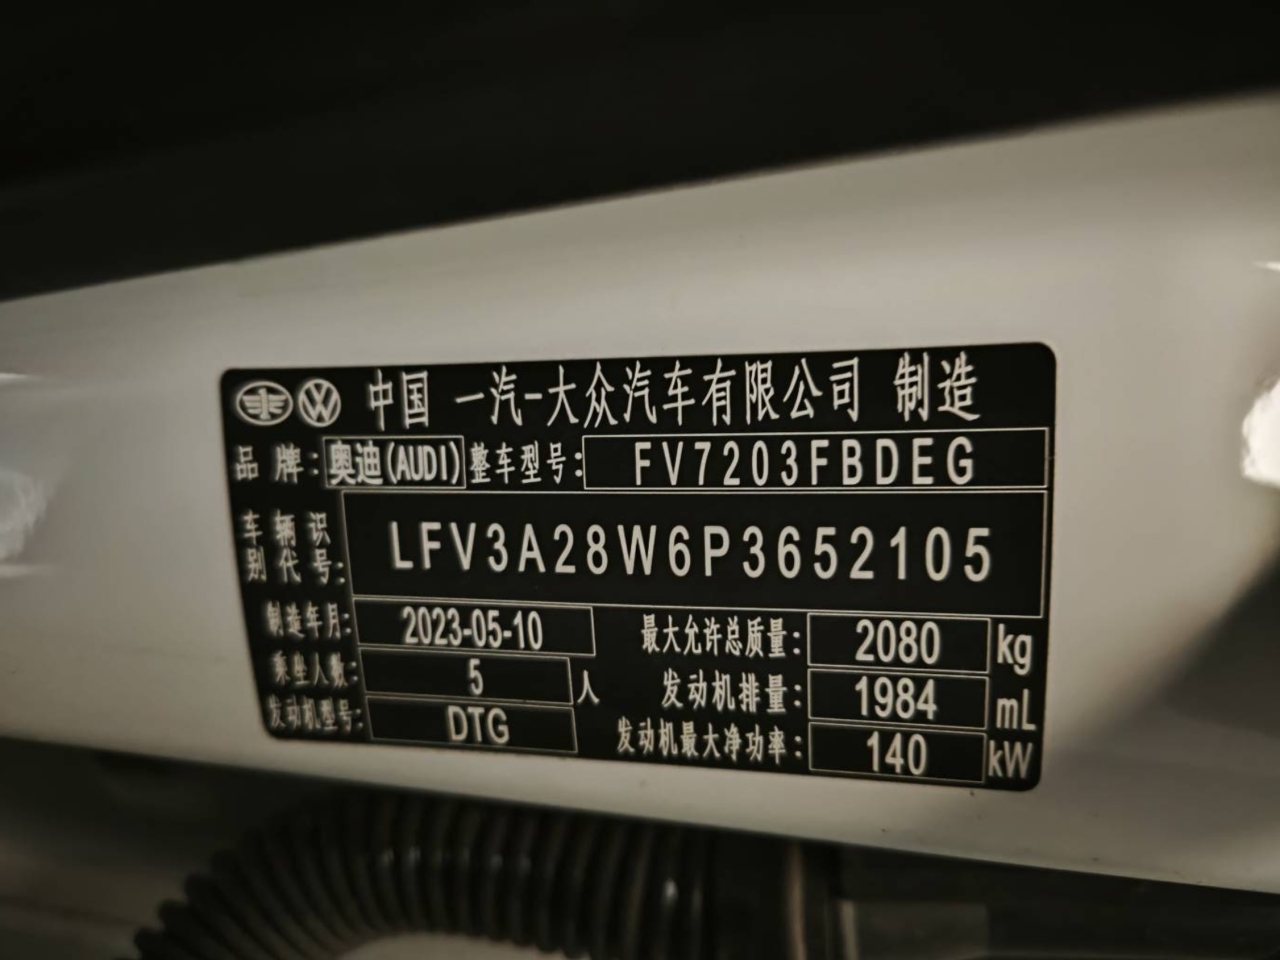 中国 一汽-大众汽车有限公司 制造
品牌: 奥迪(AUDI) 整车型号: FV7203FBDEG
车辆识别代号: LFV3A28W6P3652105
制造年月: 2023-05-10 最大允许总质量: 2080 kg
乘坐人数: 5 人 发动机排量: 1984 mL
发动机型号: DTG 发动机最大净功率: 140 kW